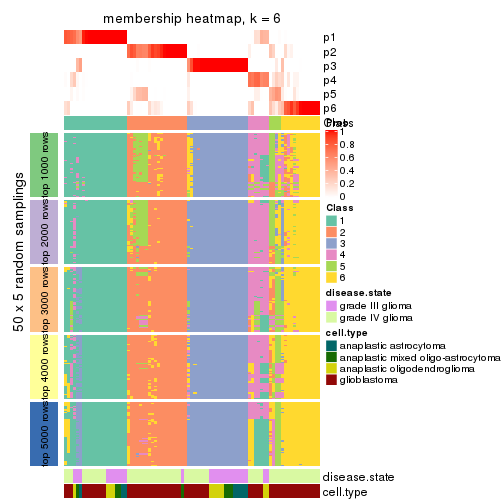 membership heatmap, k = 6
p1
p2
p3
p4
p5
p6
Class
Prob
1
0.8
0.6
0.4
0.2
0
Class
1
2
3
4
5
6
disease.state
grade III glioma
grade IV glioma
cell.type
anaplastic astrocytoma
anaplastic mixed oligo-astrocytoma
anaplastic oligodendroglioma
glioblastoma
50 x 5 random samplings
top 1000 rows
top 2000 rows
top 3000 rows
top 4000 rows
top 5000 rows
disease.state
cell.type